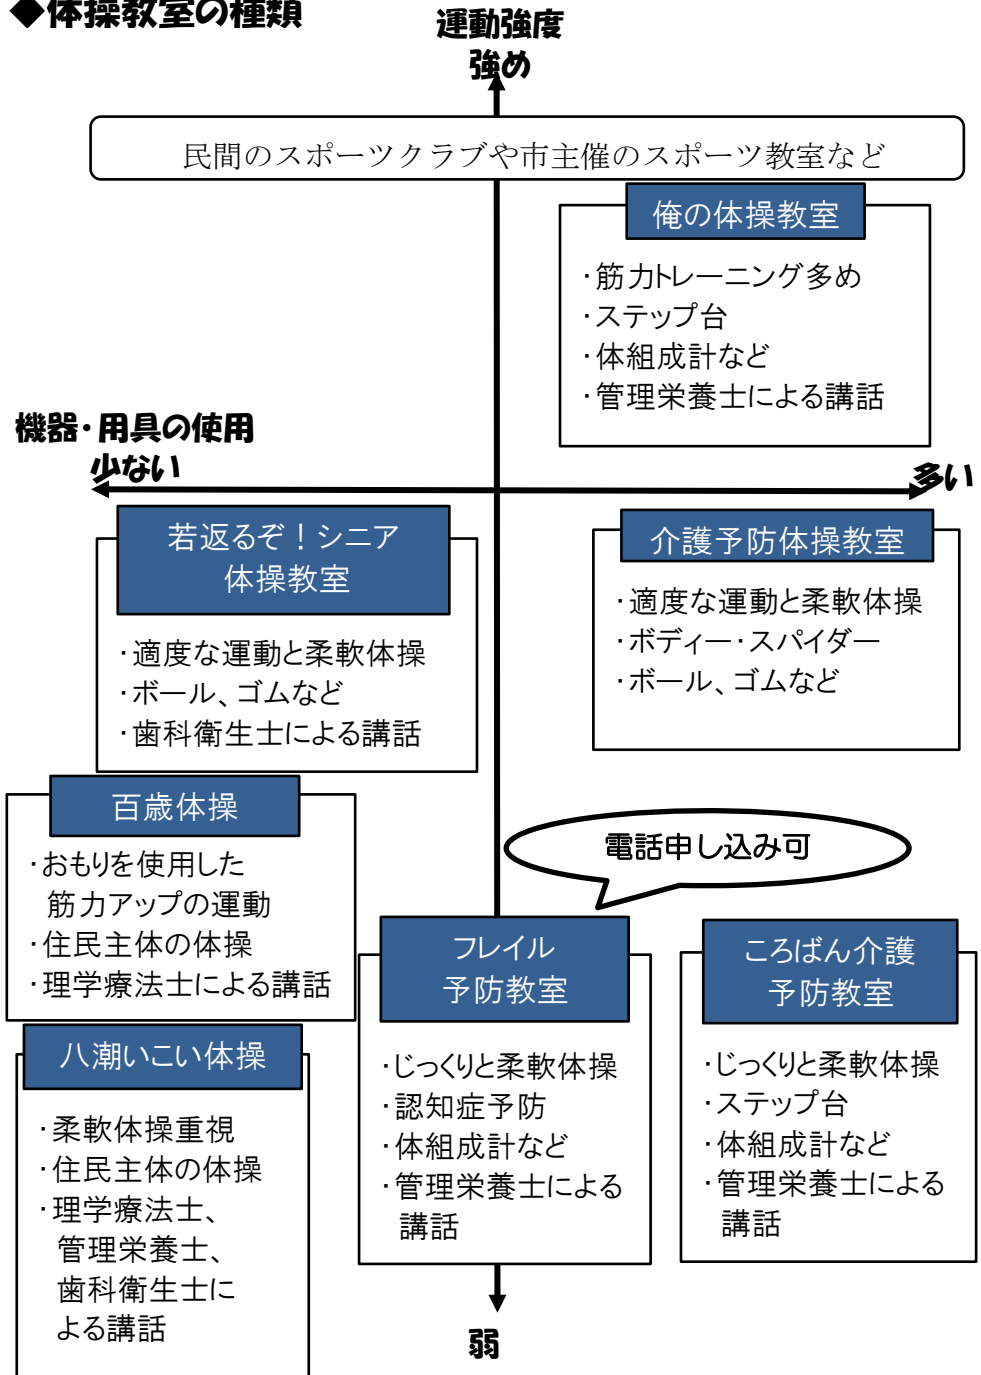 ◆体操教室の種類
運動強度
強め
民間のスポーツクラブや市主催のスポーツ教室など
俺の体操教室
・筋力トレーニング多め
・ステップ台
・体組成計など
・管理栄養士による講話
機器・用具の使用
少ない
多い
若返るぞ！シニア
体操教室
・適度な運動と柔軟体操
・ボール、ゴムなど
・歯科衛生士による講話
介護予防体操教室
・適度な運動と柔軟体操
・ボディー・スパイダー
・ボール、ゴムなど
百歳体操
・おもりを使用した
筋力アップの運動
・住民主体の体操
・理学療法士による講話
電話申し込み可
フレイル
予防教室
・じっくりと柔軟体操
・認知症予防
・体組成計など
・管理栄養士による
講話
ころばん介護
予防教室
・じっくりと柔軟体操
・ステップ台
・体組成計など
・管理栄養士による
講話
八潮いこい体操
・柔軟体操重視
・住民主体の体操
・理学療法士、
管理栄養士、
歯科衛生士に
よる講話
弱